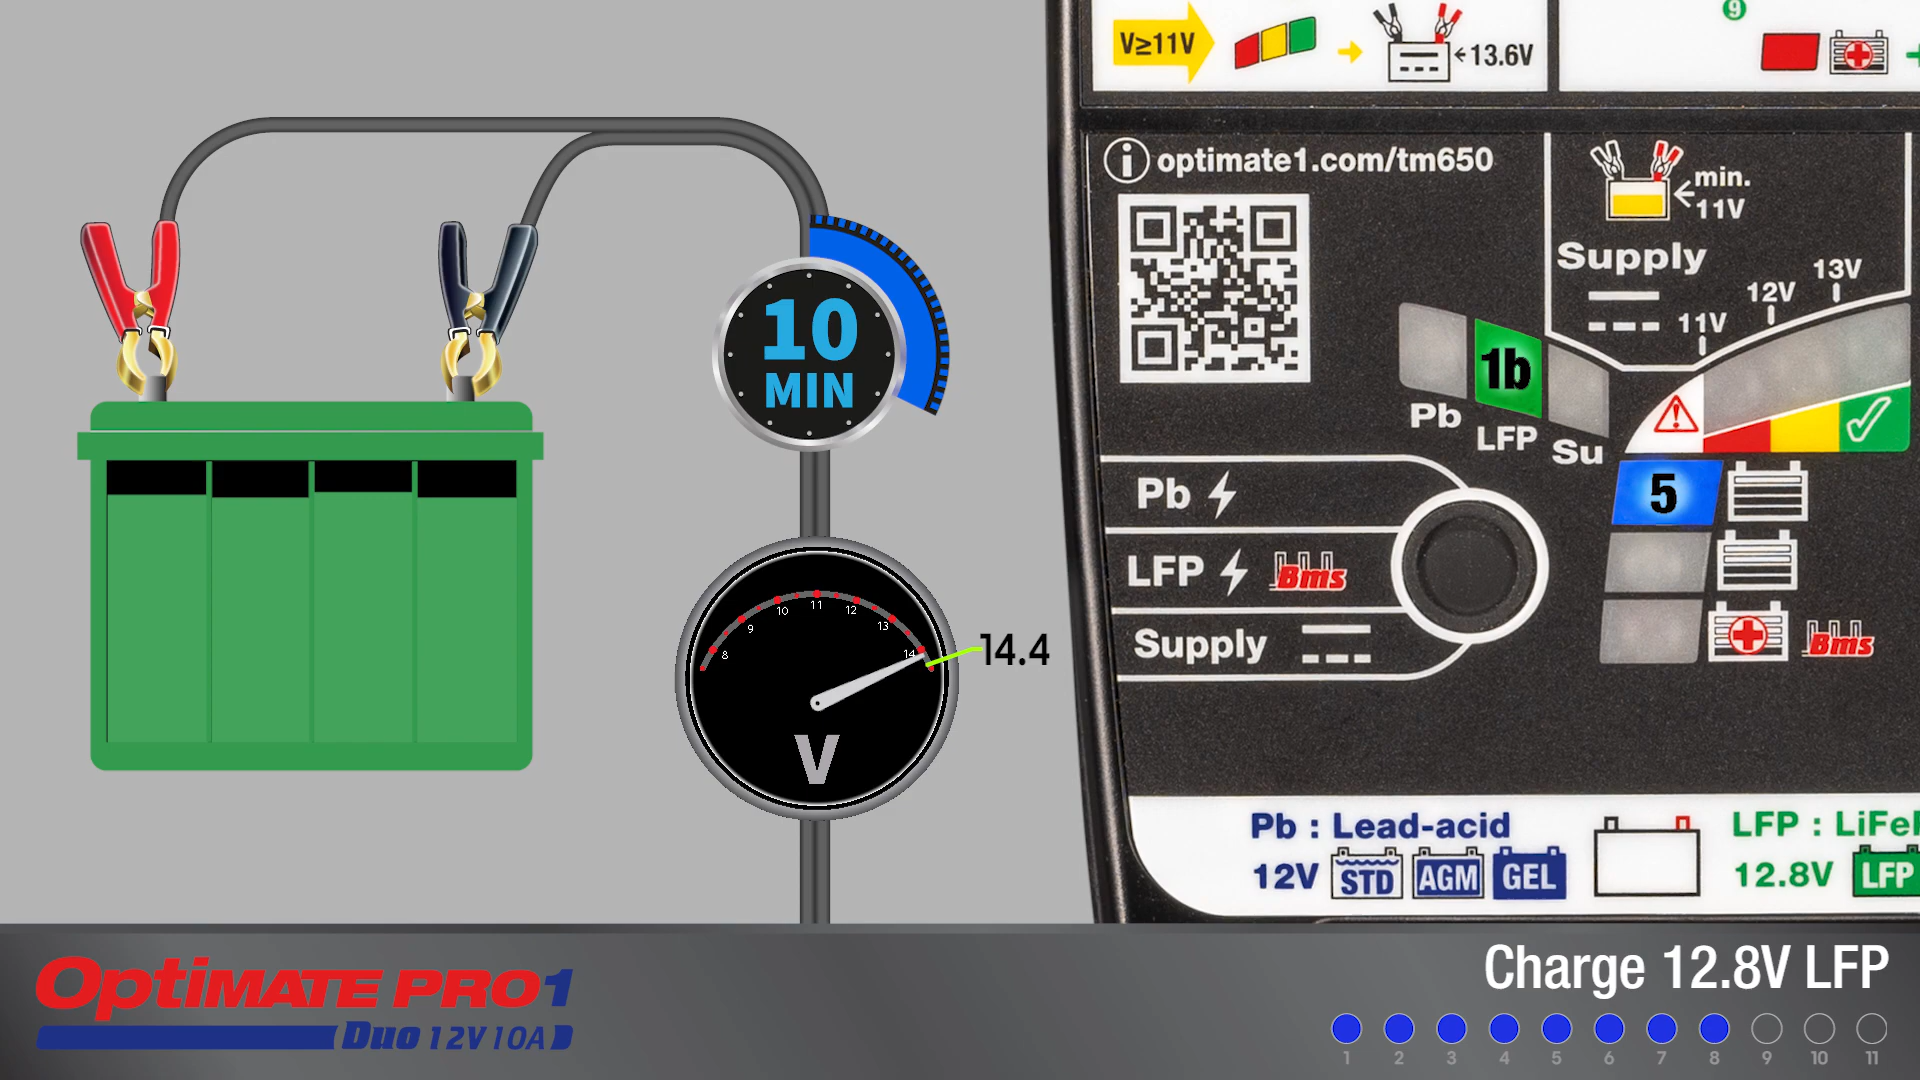 V≥11V
13.6V
9
optimate1.com/tm650
min.
11V
Supply
11V
12V
13V
Pb
1b
LFP
Su
5
Pb
LFP
Bms
Supply
Bms
10
MIN
8
9
10
11
12
13
14
14.4
V
Pb : Lead-acid
12V STD AGM GEL
LFP : LiFe
12.8V LFP
OptiMATE PRO1
Duo 12V10A
Charge 12.8V LFP
1 2 3 4 5 6 7 8 9 10 11